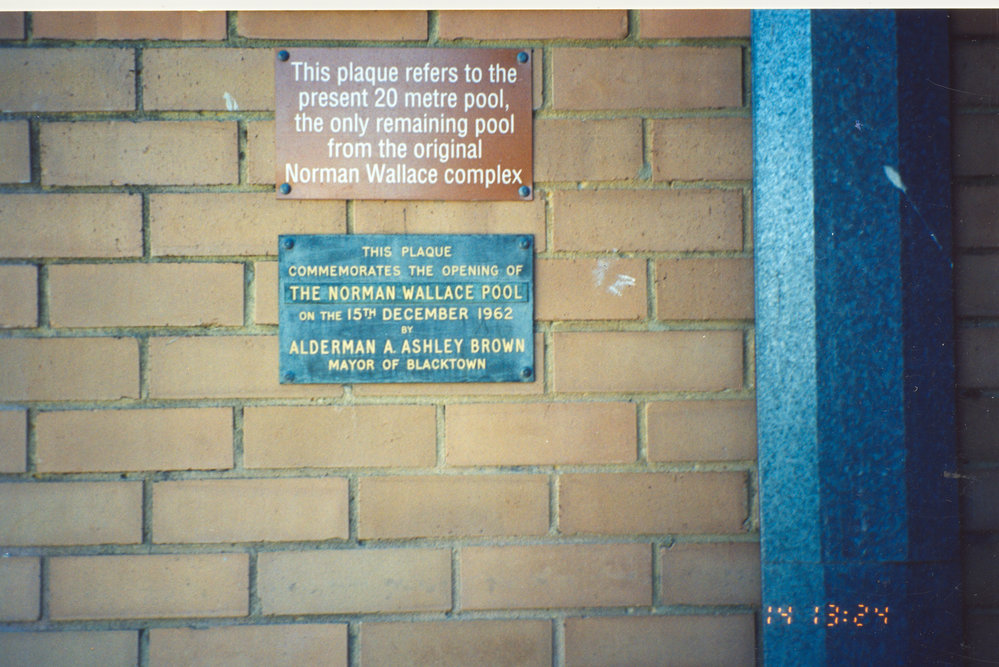 This plaque refers to the
present 20 metre pool,
the only remaining pool
from the original
Norman Wallace complex
THIS PLAQUE
COMMEMORATES THE OPENING OF
THE NORMAN WALLACE POOL
ON THE 15TH DECEMBER 1962
BY
ALDERMAN A. ASHLEY BROWN
MAYOR OF BLACKTOWN
14 13:24